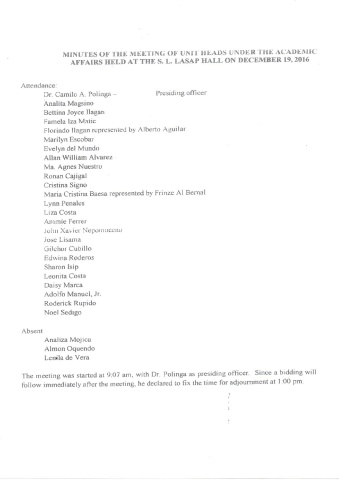 MINUTES OF THE MEETING OF UNIT HEADS UNDER THE ACADEMIC
AFFAIRS HELD AT THE S. L. LASAP HALL ON DECEMBER 19, 2016
Attendance:
Dr. Camilo A. Polinga – Presiding officer
Analita Magsino
Bettina Joyce Ilagan
Pamela Iza Matic
Floriado Ilagan represented by Alberto Aguilar
Marilyn Escobar
Evelyn del Mundo
Allan William Alvarez
Ma. Agnes Nuestro
Ronan Cajigal
Cristina Signo
Maria Cristina Baesa represented by Frinze Al Bernal
Lynn Penales
Liza Costa
Ammie Ferrer
John Xavier Nepomuceno
Jose Lisama
Gilchor Cubillo
Edwina Roderos
Sharon Isip
Leonita Costa
Daisy Marca
Adolfo Manuel, Jr.
Roderick Rupido
Noel Sedigo
Absent
Analiza Mojica
Almon Oquendo
Lenila de Vera
The meeting was started at 9:07 am, with Dr. Polinga as presiding officer. Since a bidding will
follow immediately after the meeting, he declared to fix the time for adjournment at 1:00 pm.